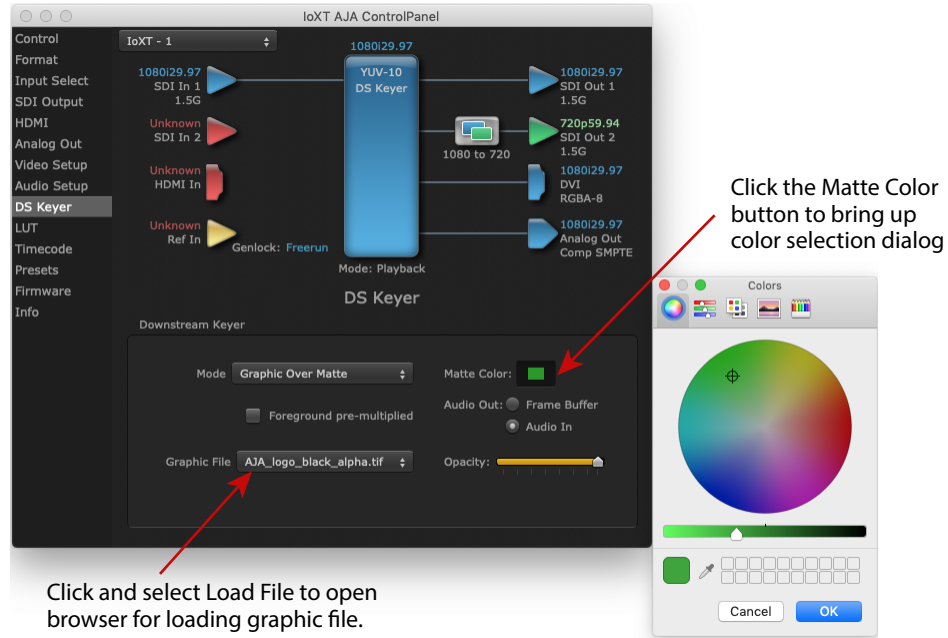 IoXT AJA ControlPanel
Control
Format
Input Select
SDI Output
HDMI
Analog Out
Video Setup
Audio Setup
DS Keyer
LUT
Timecode
Presets
Firmware
Info
IoXT - 1
1080i29.97
SDI In 1
1.5G
Unknown
SDI In 2
Unknown
HDMI In
Unknown
Ref In
Genlock: Freerun
1080i29.97
YUV-10
DS Keyer
Mode: Playback
1080 to 720
1080i29.97
SDI Out 1
1.5G
720p59.94
SDI Out 2
1.5G
1080i29.97
DVI
RGBA-8
1080i29.97
Analog Out
Comp SMPTE
DS Keyer
Downstream Keyer
Mode Graphic Over Matte
Foreground pre-multiplied
Graphic File AJA_logo_black_alpha.tif
Matte Color:
Audio Out: Frame Buffer
Audio In
Opacity:
Click the Matte Color
button to bring up
color selection dialog
Colors
Cancel OK
Click and select Load File to open
browser for loading graphic file.